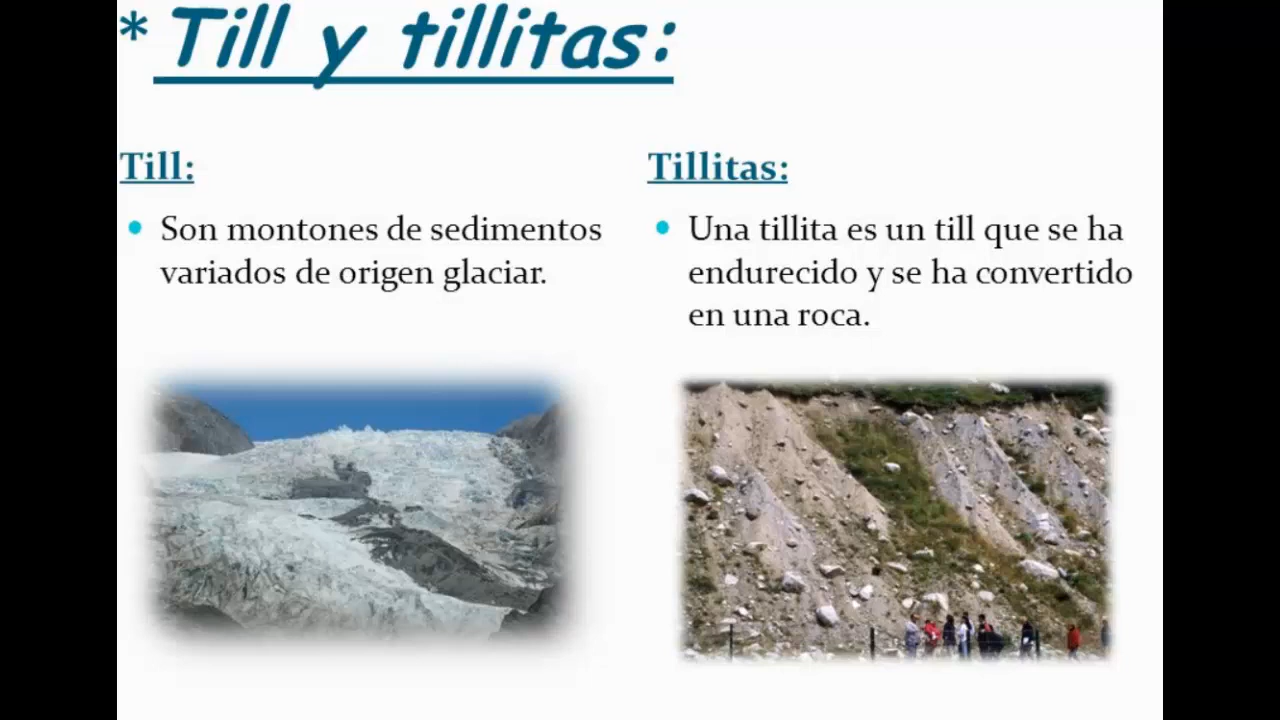 *Till y tillitas:
Till:
Son montones de sedimentos
variados de origen glaciar.
Tillitas:
Una tillita es un till que se ha
endurecido y se ha convertido
en una roca.